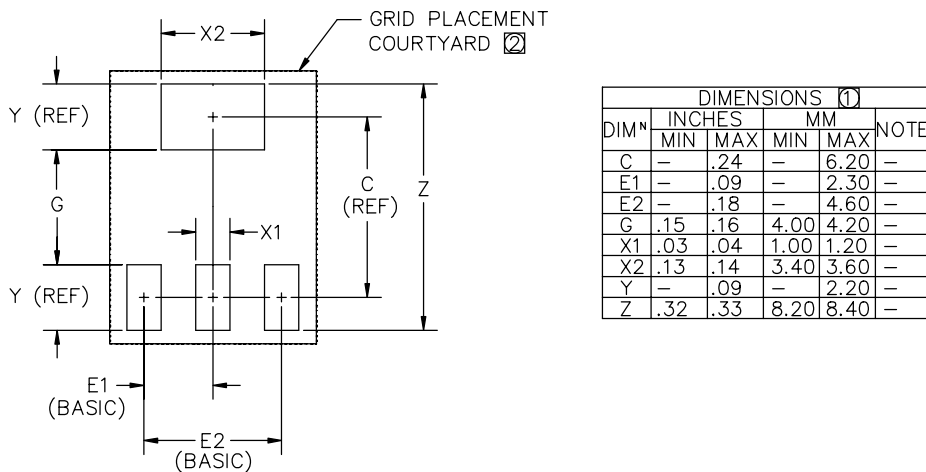 GRID PLACEMENT
COURTYARD ②
X2
Y (REF)
G
Y (REF)
X1
C
(REF)
Z
E1
(BASIC)
E2
(BASIC)
DIMENSIONS ①
DIMᴺ INCHES MM NOTE
MIN MAX MIN MAX
C – .24 – 6.20 –
E1 – .09 – 2.30 –
E2 – .18 – 4.60 –
G .15 .16 4.00 4.20 –
X1 .03 .04 1.00 1.20 –
X2 .13 .14 3.40 3.60 –
Y – .09 – 2.20 –
Z .32 .33 8.20 8.40 –